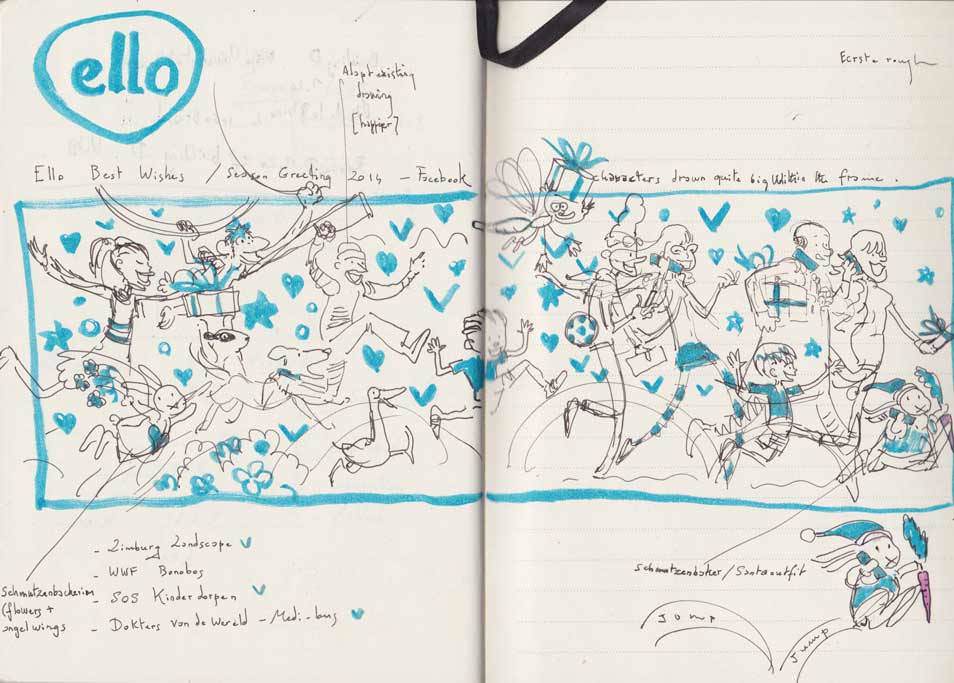 ello
Adapt existing
drawing
[happier]
Eerste rough
Ello Best Wishes / Season Greeting 2014 - Facebook
characters drawn quite big within the frame.
- Limburg Landscape
- WWF Bonobos
- SOS Kinderdorpen
- Dokters van de Wereld - Medi-bus
(flowers +
angel wings
/ Santaoutfit
Jump
Jump